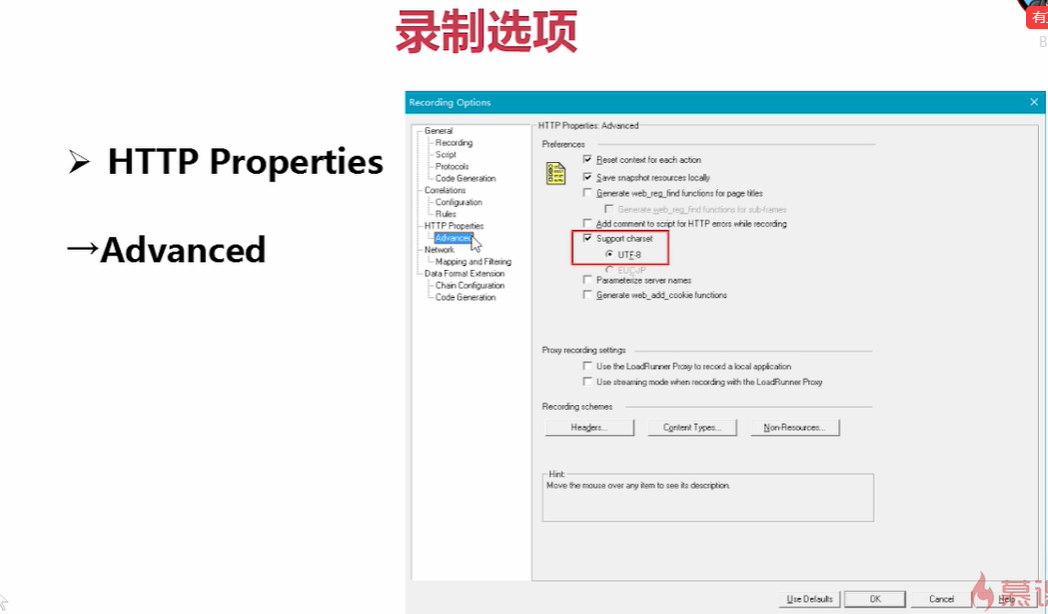 录制选项
有
B
➢ HTTP Properties
→Advanced
Recording Options
General
Recording
Script
Protocols
Code Generation
Correlations
Configuration
Rules
HTTP Properties
Advanced
Network
Mapping and Filtering
Data Format Extension
Chain Configuration
Code Generation
HTTP Properties: Advanced
Preferences
Reset context for each action
Save snapshot resources locally
Generate web_reg_find functions for page titles
Generate web_reg_find functions for sub-frames
Add comment to script for HTTP errors while recording
Support charset
UTF-8
EUC-JP
Parameterize server names
Generate web_add_cookie functions
Proxy recording settings
Use the LoadRunner Proxy to record a local application
Use streaming mode when recording with the LoadRunner Proxy
Recording schemes
Headers... Content Types... Non-Resources...
Hint:
Move the mouse over any item to see its description.
Use Defaults OK Cancel Help
慕课